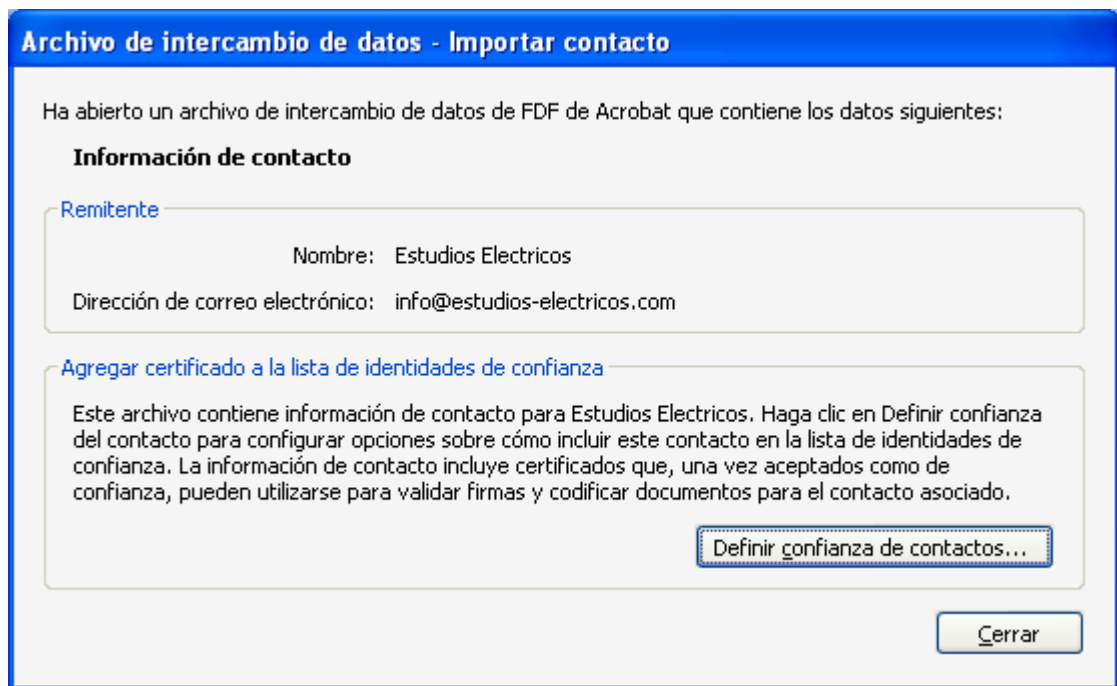 Archivo de intercambio de datos - Importar contacto
Ha abierto un archivo de intercambio de datos de FDF de Acrobat que contiene los datos siguientes:
Información de contacto
Remitente
Nombre: Estudios Electricos
Dirección de correo electrónico: info@estudios-electricos.com
Agregar certificado a la lista de identidades de confianza
Este archivo contiene información de contacto para Estudios Electricos. Haga clic en Definir confianza
del contacto para configurar opciones sobre cómo incluir este contacto en la lista de identidades de
confianza. La información de contacto incluye certificados que, una vez aceptados como de
confianza, pueden utilizarse para validar firmas y codificar documentos para el contacto asociado.
Definir confianza de contactos...
Cerrar